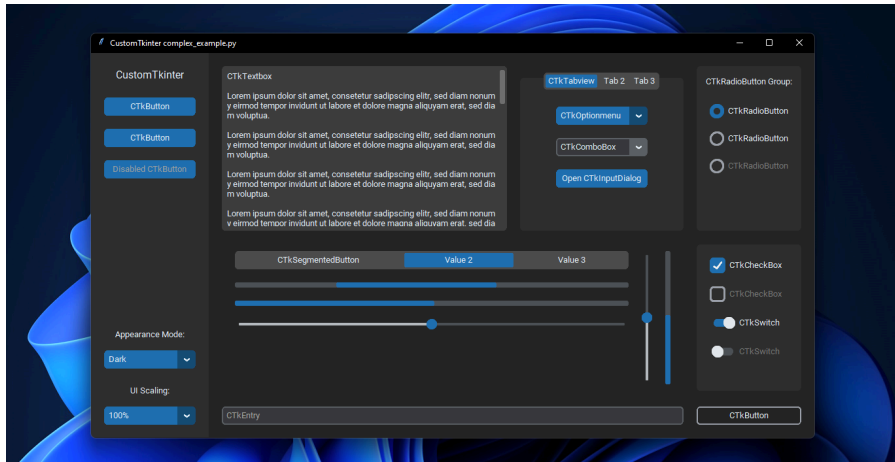 CustomTkinter complex_example.py
CustomTkinter
CTkButton
CTkButton
Disabled CTkButton
Appearance Mode:
Dark
UI Scaling:
100%
CTkTextbox
Lorem ipsum dolor sit amet, consetetur sadipscing elitr, sed diam nonum
y eirmod tempor invidunt ut labore et dolore magna aliquyam erat, sed dia
m voluptua.
Lorem ipsum dolor sit amet, consetetur sadipscing elitr, sed diam nonum
y eirmod tempor invidunt ut labore et dolore magna aliquyam erat, sed dia
m voluptua.
Lorem ipsum dolor sit amet, consetetur sadipscing elitr, sed diam nonum
y eirmod tempor invidunt ut labore et dolore magna aliquyam erat, sed dia
m voluptua.
Lorem ipsum dolor sit amet, consetetur sadipscing elitr, sed diam nonum
y eirmod tempor invidunt ut labore et dolore magna aliquyam erat, sed dia
CTkTabview Tab 2 Tab 3
CTkOptionmenu
CTkComboBox
Open CTkInputDialog
CTkRadioButton Group:
CTkRadioButton
CTkRadioButton
CTkRadioButton
CTkSegmentedButton Value 2 Value 3
CTkCheckBox
CTkCheckBox
CTkSwitch
CTkSwitch
CTkEntry
CTkButton